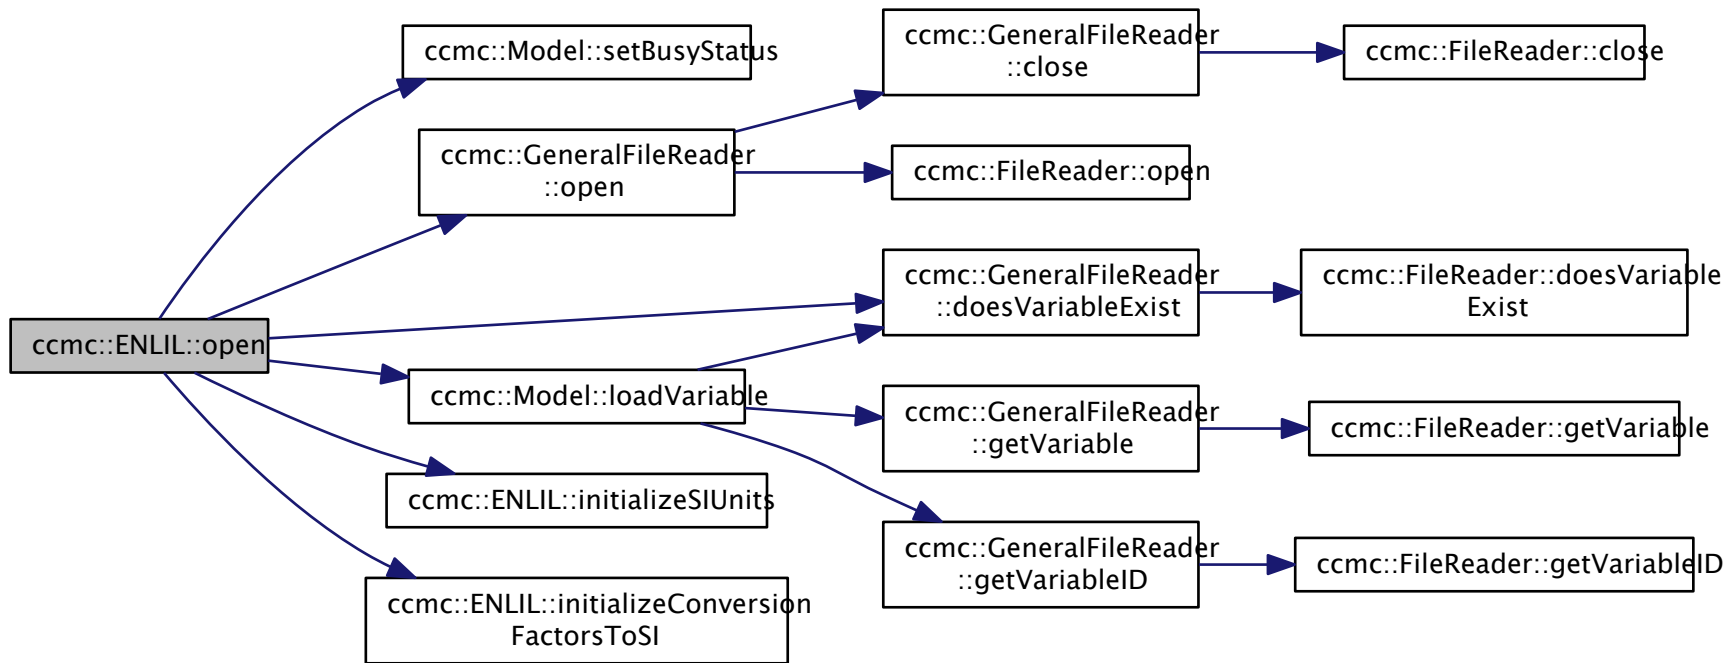 ccmc::ENLIL::open
ccmc::Model::setBusyStatus
ccmc::GeneralFileReader
::open
ccmc::Model::loadVariable
ccmc::ENLIL::initializeSIUnits
ccmc::ENLIL::initializeConversion
FactorsToSI
ccmc::GeneralFileReader
::close
ccmc::FileReader::open
ccmc::GeneralFileReader
::doesVariableExist
ccmc::GeneralFileReader
::getVariable
ccmc::GeneralFileReader
::getVariableID
ccmc::FileReader::close
ccmc::FileReader::doesVariable
Exist
ccmc::FileReader::getVariable
ccmc::FileReader::getVariableID